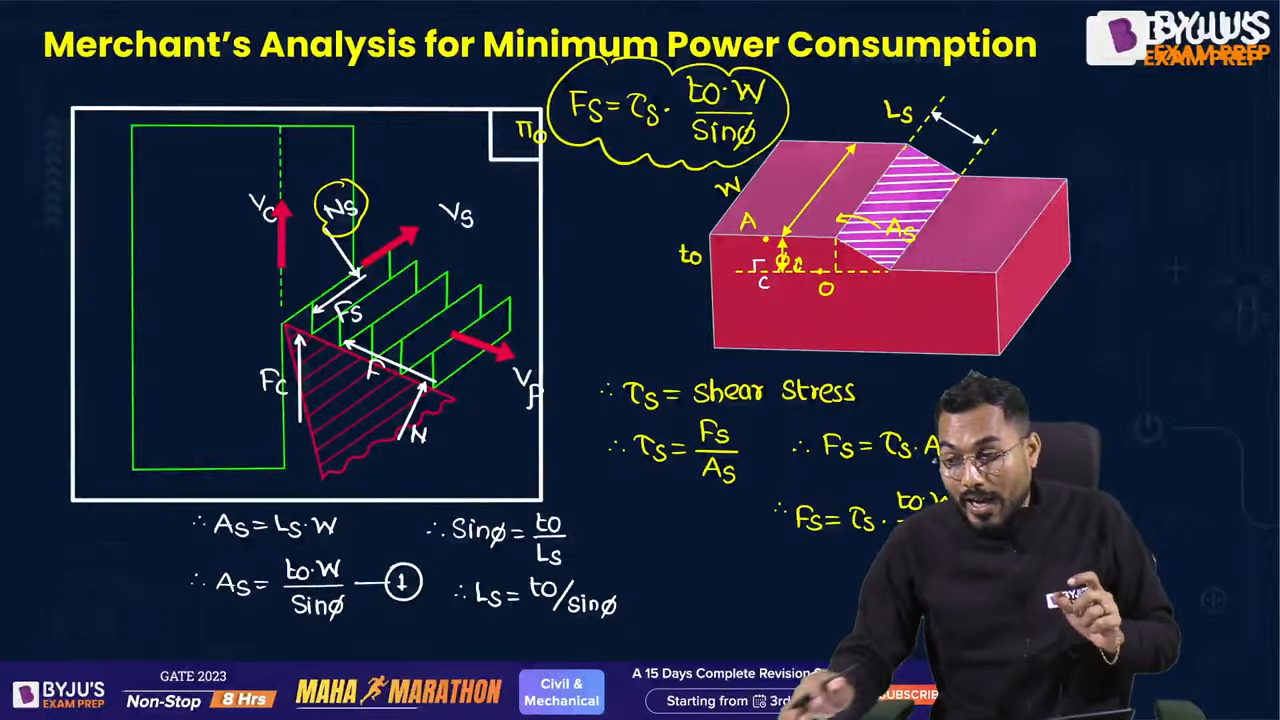 Merchant's Analysis for Minimum Power Consumption
BYJU'S
EXAM PREP
Fs = τs · to·W / Sinϕ
πo
Vc
Ns
Vs
Fs
Fc
F
N
Vf
Ls
W
A
As
to
ϕ
C
O
∴ τs = Shear Stress
∴ τs = Fs / As
∴ Fs = τs · A
∴ Fs = τs · to·W
∴ As = Ls·W
∴ Sinϕ = to / Ls
∴ As = to·W / Sinϕ — 1
∴ Ls = to/sinϕ
BYJU'S
BYJU'S
EXAM PREP
GATE 2023
Non-Stop 8 Hrs
MAHA MARATHON
Civil &
Mechanical
A 15 Days Complete Revision
Starting from 3rd
SUBSCRIBE